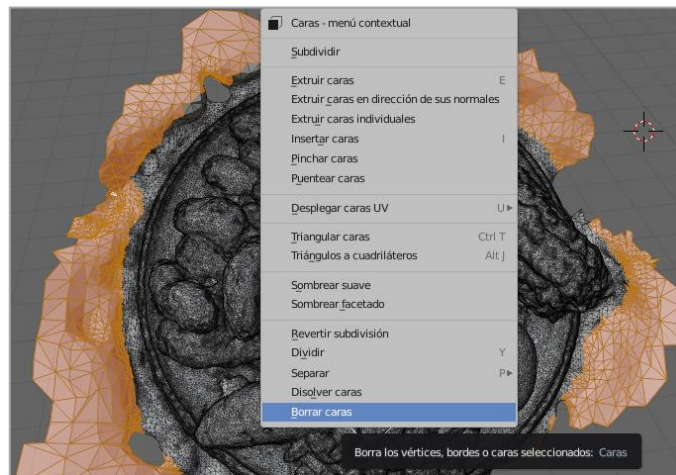 Caras - menú contextual
Subdividir
Extruir caras E
Extruir caras en dirección de sus normales
Extruir caras individuales
Insertar caras I
Pinchar caras
Puentear caras
Desplegar caras UV U
Triangular caras Ctrl T
Triángulos a cuadriláteros Alt J
Sombrear suave
Sombrear facetado
Revertir subdivisión
Dividir Y
Separar P
Disolver caras
Borrar caras
Borra los vértices, bordes o caras seleccionados: Caras